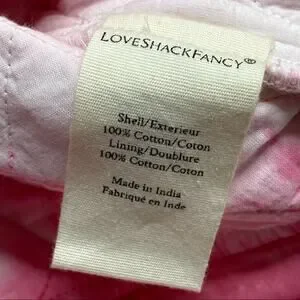 LOVESHACKFANCY®
Shell/Exterieur
100% Cotton/Coton
Lining/Doublure
100% Cotton/Coton
Made in India
Fabriqué en Inde